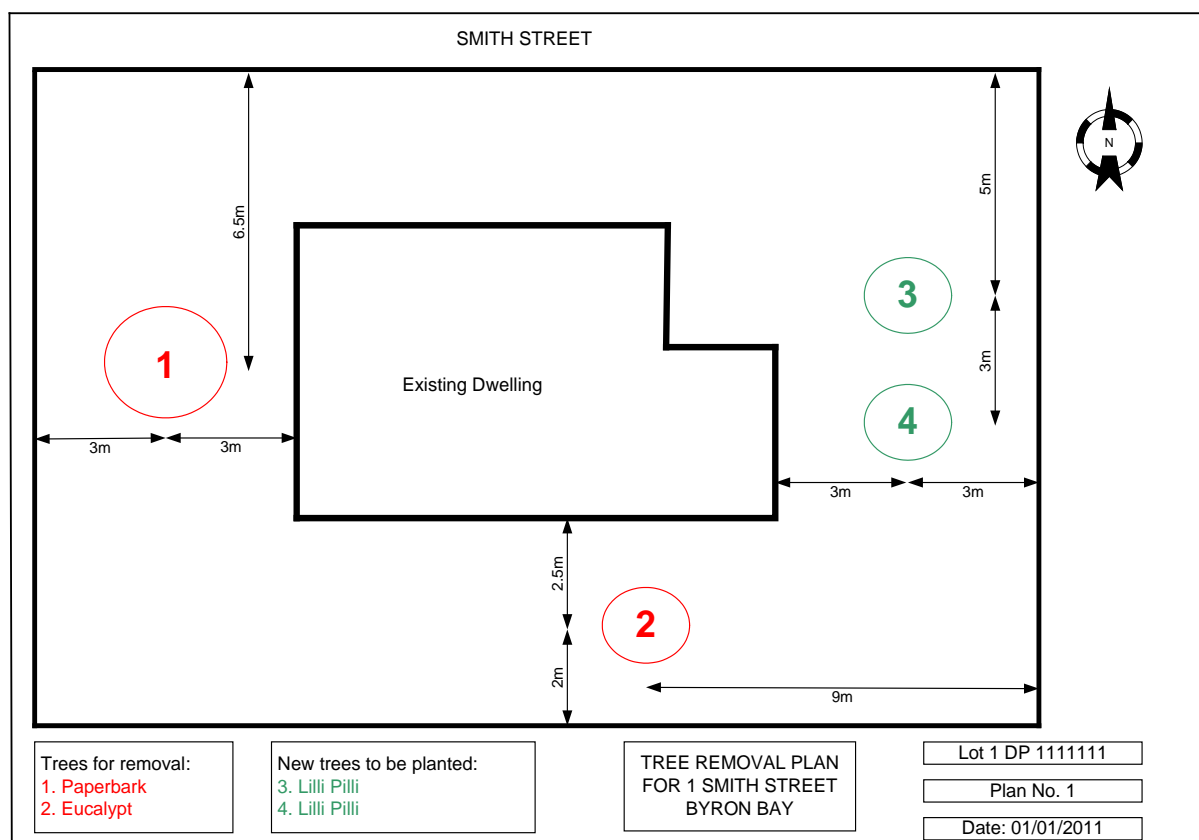 SMITH STREET
N
6.5m
5m
3
1
3m
Existing Dwelling
4
3m
3m
3m
3m
2.5m
2
2m
9m
Trees for removal:
1. Paperbark
2. Eucalypt
New trees to be planted:
3. Lilli Pilli
4. Lilli Pilli
TREE REMOVAL PLAN
FOR 1 SMITH STREET
BYRON BAY
Lot 1 DP 1111111
Plan No. 1
Date: 01/01/2011